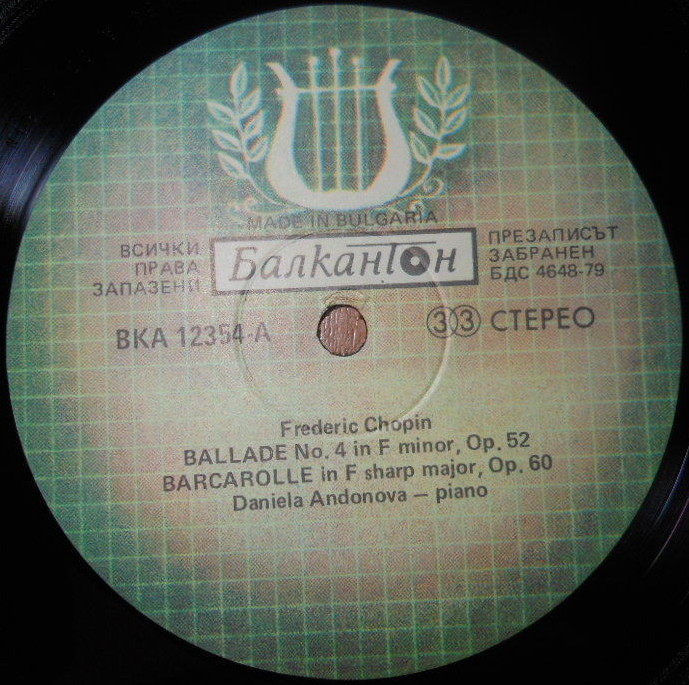 MADE IN BULGARIA
ВСИЧКИ
ПРАВА
ЗАПАЗЕНИ
Балкантон
ПРЕЗАПИСЪТ
ЗАБРАНЕН
БДС 4648-79
ВКА 12354-А
33 СТЕРЕО
Frederic Chopin
BALLADE No. 4 in F minor, Op. 52
BARCAROLLE in F sharp major, Op. 60
Daniela Andonova – piano